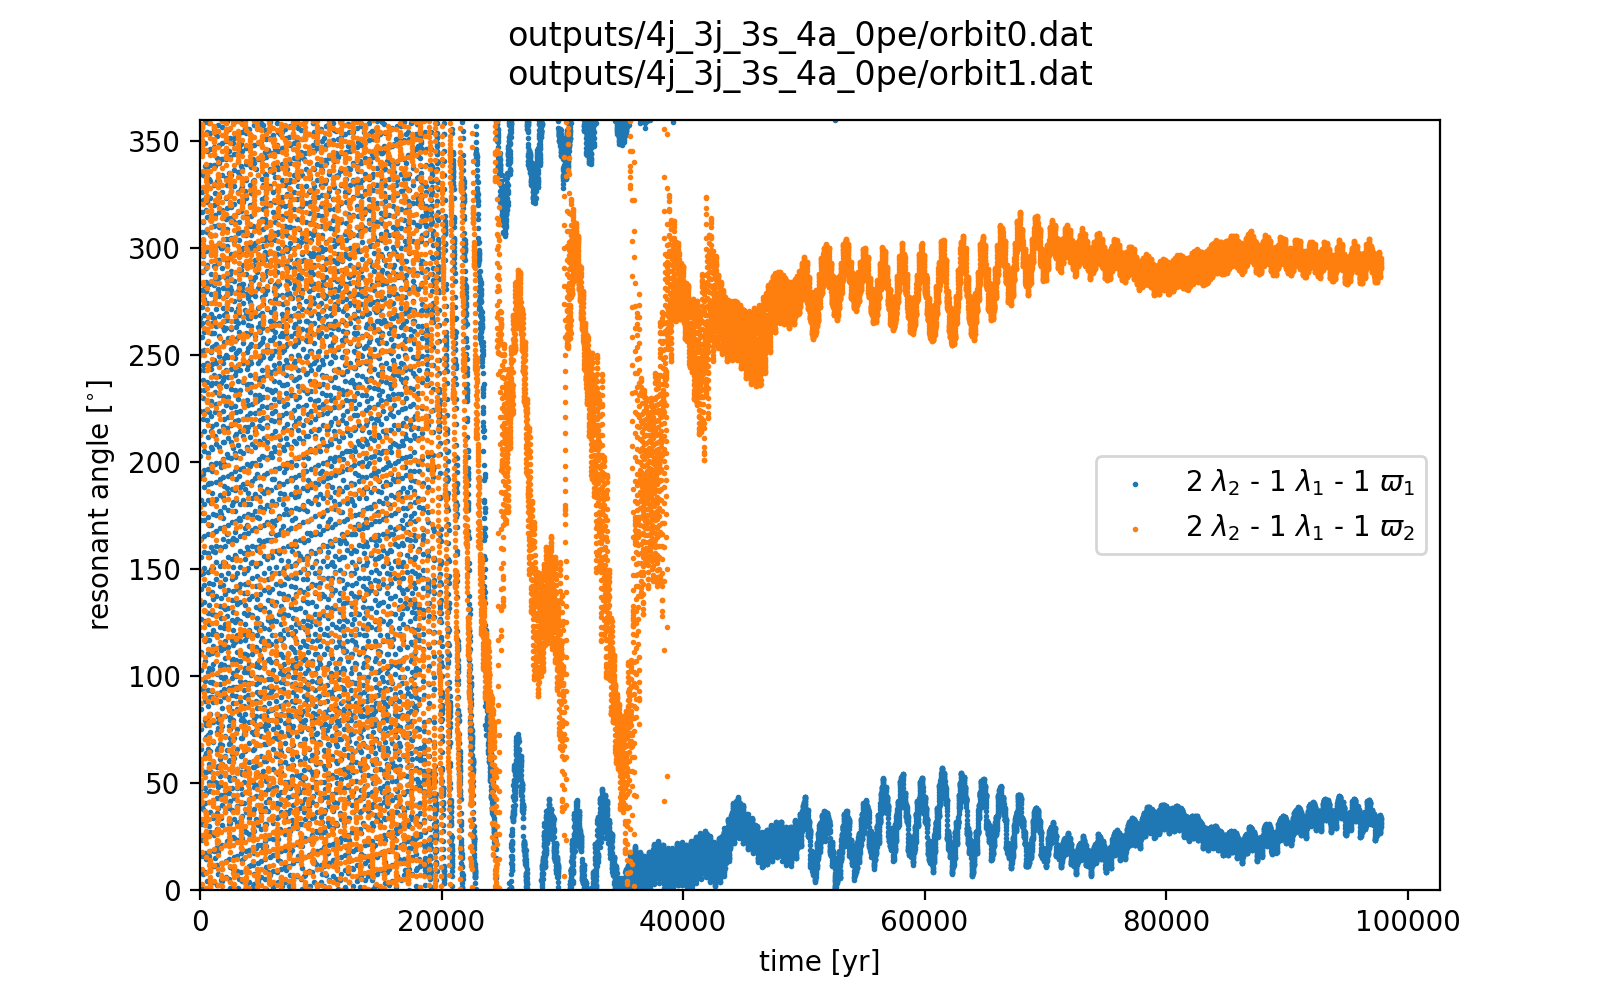 outputs/4j_3j_3s_4a_0pe/orbit0.dat
outputs/4j_3j_3s_4a_0pe/orbit1.dat
350
300
250
200
150
100
50
0
resonant angle [°]
2 λ₂ - 1 λ₁ - 1 ϖ₁
2 λ₂ - 1 λ₁ - 1 ϖ₂
0 20000 40000 60000 80000 100000
time [yr]